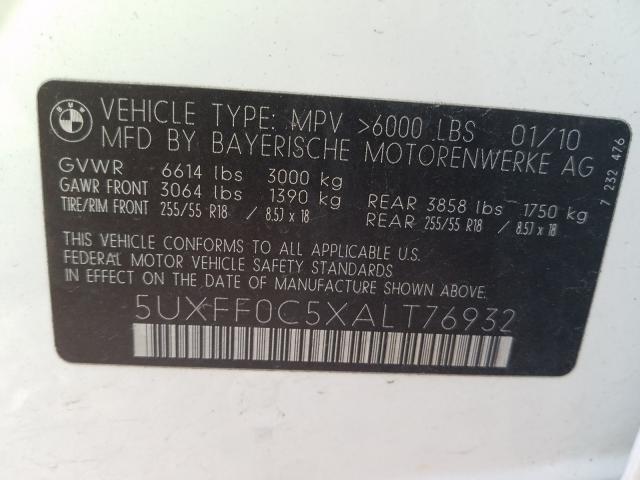 BMW
VEHICLE TYPE: MPV >6000 LBS 01/10
MFD BY BAYERISCHE MOTORENWERKE AG
GVWR 6614 lbs 3000 kg
GAWR FRONT 3064 lbs 1390 kg REAR 3858 lbs 1750 kg
TIRE/RIM FRONT 255/55 R18 / 8.5J x 18 REAR 255/55 R18 / 8.5J x 18
THIS VEHICLE CONFORMS TO ALL APPLICABLE U.S.
FEDERAL MOTOR VEHICLE SAFETY STANDARDS
IN EFFECT ON THE DATE OF MANUFACTURE SHOWN ABOVE.
5UXFF0C5XALT76932
7 232 476